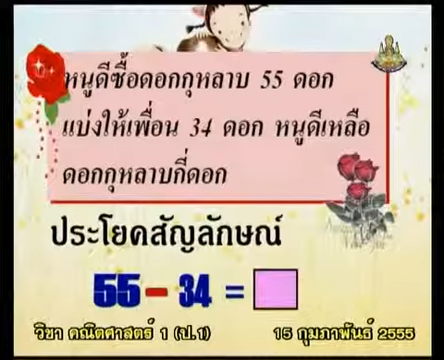 หนูดีซื้อดอกกุหลาบ 55 ดอก
แบ่งให้เพื่อน 34 ดอก หนูดีเหลือ
ดอกกุหลาบกี่ดอก
ประโยคสัญลักษณ์
55 - 34 =
วิชา คณิตศาสตร์ 1 (ป.1) 15 กุมภาพันธ์ 2555